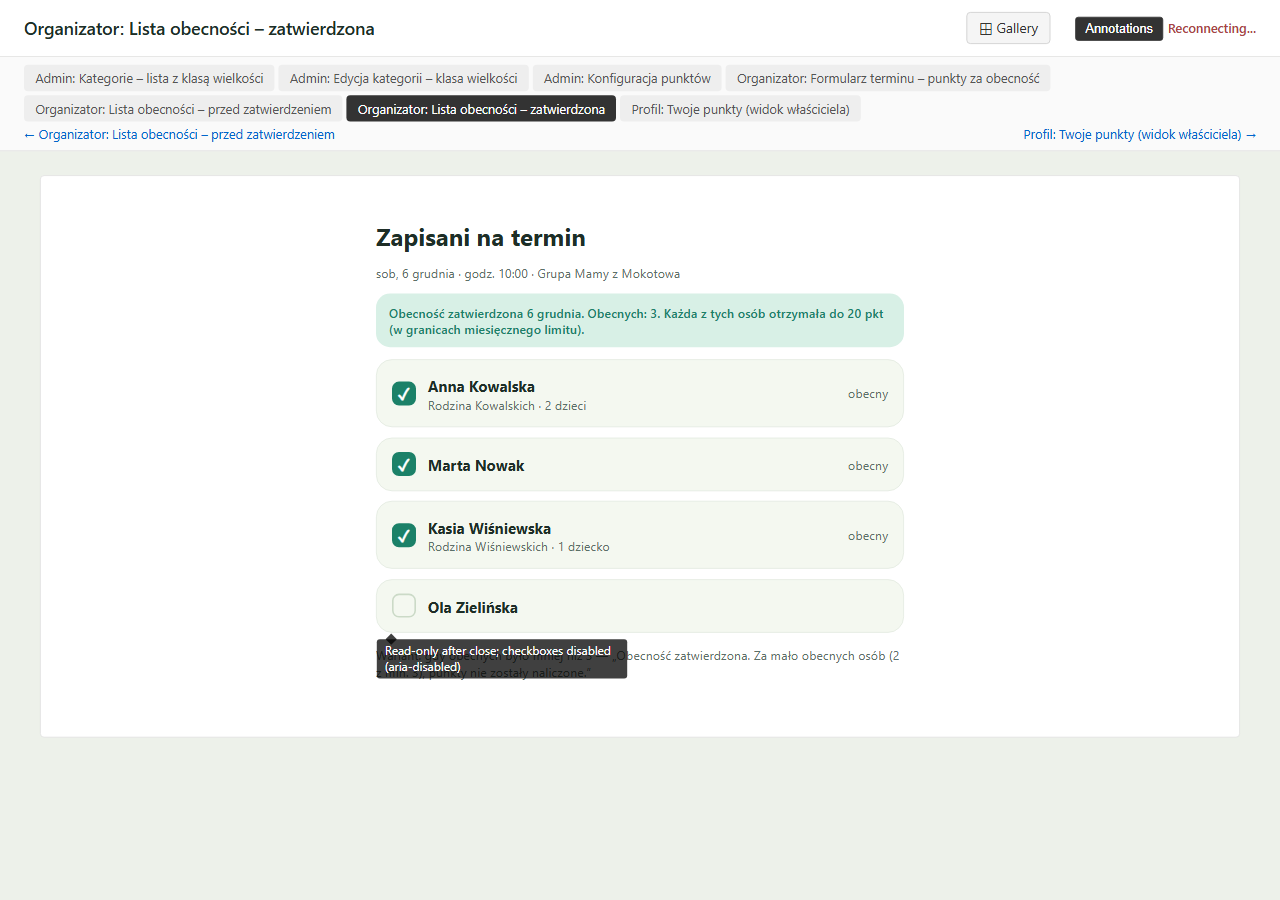 Organizator: Lista obecności – zatwierdzona
Gallery
Annotations
Reconnecting...
Admin: Kategorie – lista z klasą wielkości
Admin: Edycja kategorii – klasa wielkości
Admin: Konfiguracja punktów
Organizator: Formularz terminu – punkty za obecność
Organizator: Lista obecności – przed zatwierdzeniem
Organizator: Lista obecności – zatwierdzona
Profil: Twoje punkty (widok właściciela)
← Organizator: Lista obecności – przed zatwierdzeniem
Profil: Twoje punkty (widok właściciela) →
Zapisani na termin
sob, 6 grudnia · godz. 10:00 · Grupa Mamy z Mokotowa
Obecność zatwierdzona 6 grudnia. Obecnych: 3. Każda z tych osób otrzymała do 20 pkt
(w granicach miesięcznego limitu).
Anna Kowalska
Rodzina Kowalskich · 2 dzieci
obecny
Marta Nowak
obecny
Kasia Wiśniewska
Rodzina Wiśniewskich · 1 dziecko
obecny
Ola Zielińska
Read-only after close; checkboxes disabled
(aria-disabled)
„Obecność zatwierdzona. Za mało obecnych osób (2
punkty nie zostały naliczone.”